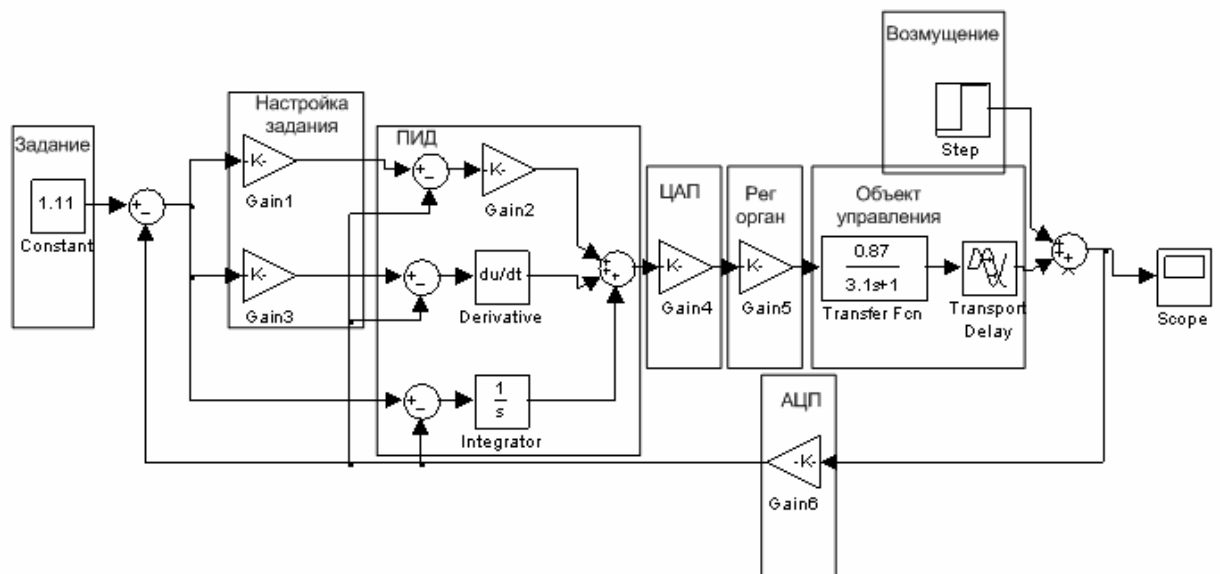 Возмущение
Step
Настройка
задания
Задание
1.11
Constant
-K-
Gain1
-K-
Gain3
ПИД
-K-
Gain2
du/dt
Derivative
1
s
Integrator
ЦАП
K-
Gain4
Рег
орган
K-
Gain5
Объект
управления
0.87
3.1s+1
Transfer Fcn
Transport
Delay
Scope
АЦП
-K-
Gain6